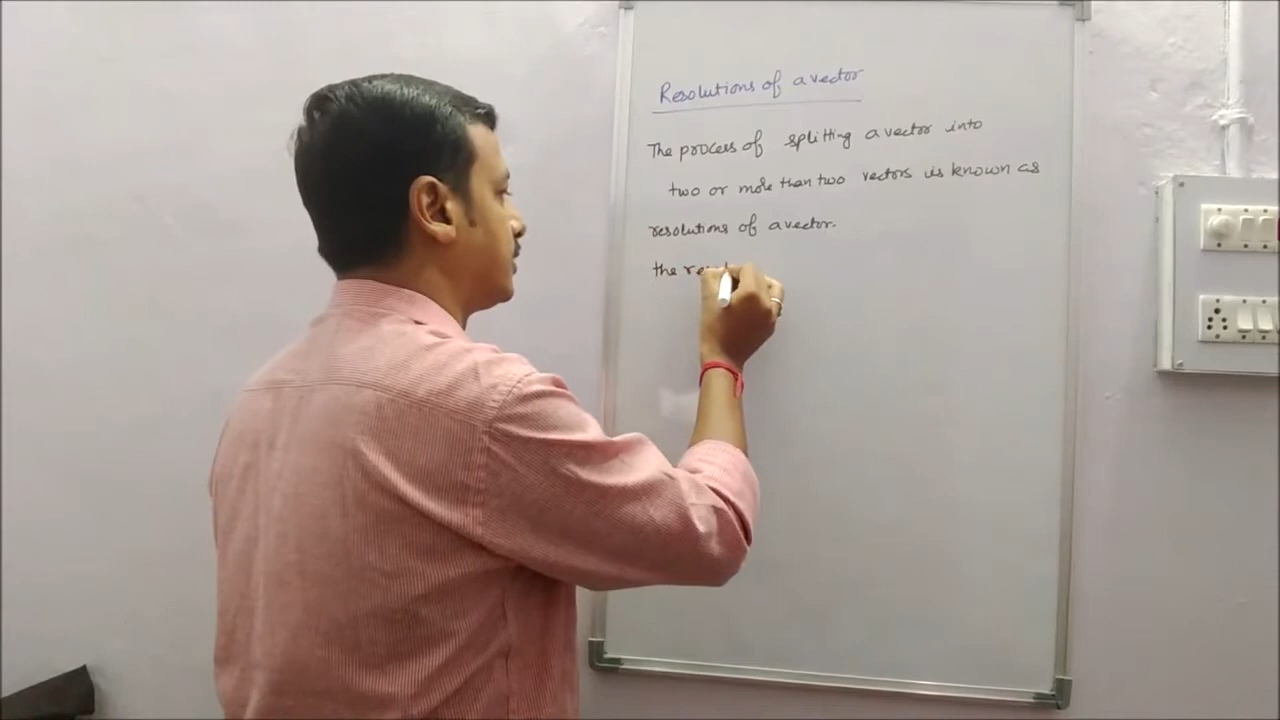 Resolutions of a vector
The process of splitting a vector into
two or more than two vectors is known as
resolutions of a vector.
the